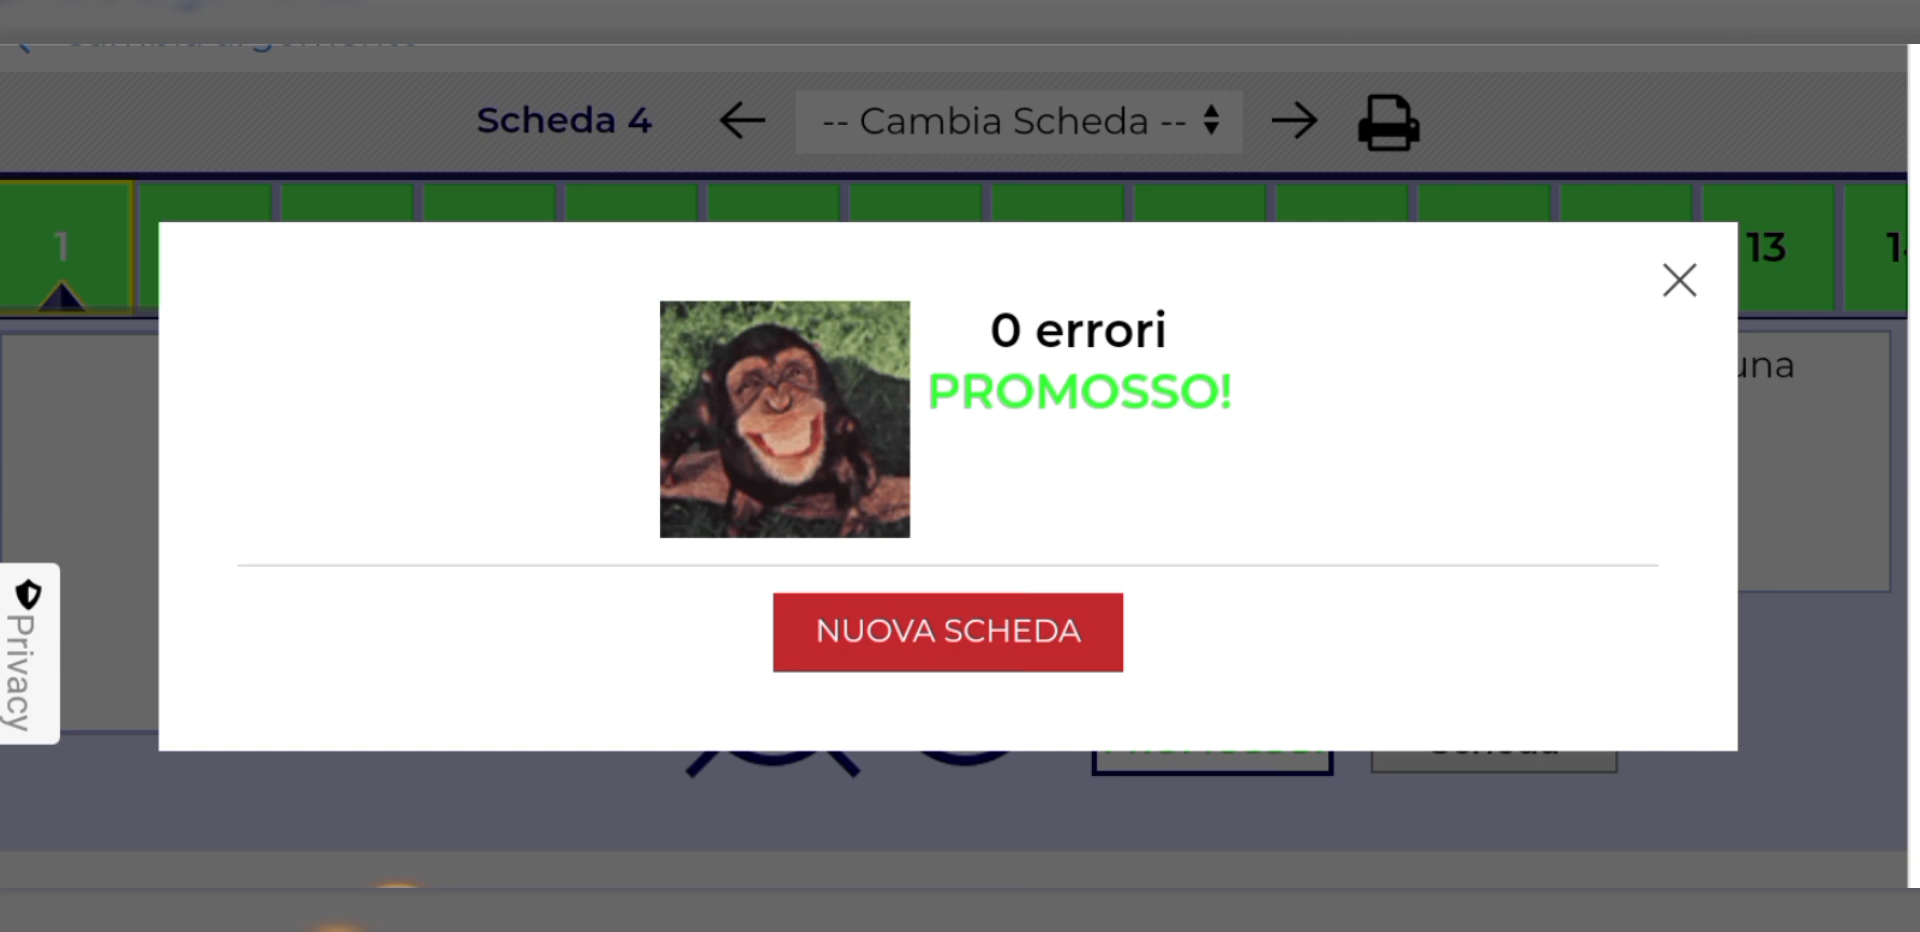 Scheda 4
-- Cambia Scheda --
1
13
una
0 errori
PROMOSSO!
NUOVA SCHEDA
Privacy